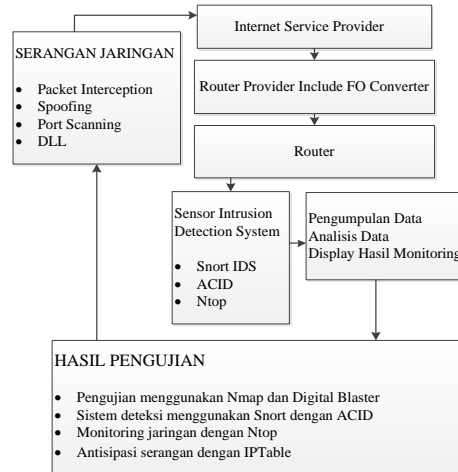 SERANGAN JARINGAN
• Packet Interception
• Spoofing
• Port Scanning
• DLL
Internet Service Provider
Router Provider Include FO Converter
Router
Sensor Intrusion
Detection System
• Snort IDS
• ACID
• Ntop
Pengumpulan Data
Analisis Data
Display Hasil Monitoring
HASIL PENGUJIAN
• Pengujian menggunakan Nmap dan Digital Blaster
• Sistem deteksi menggunakan Snort dengan ACID
• Monitoring jaringan dengan Ntop
• Antisipasi serangan dengan IPTable